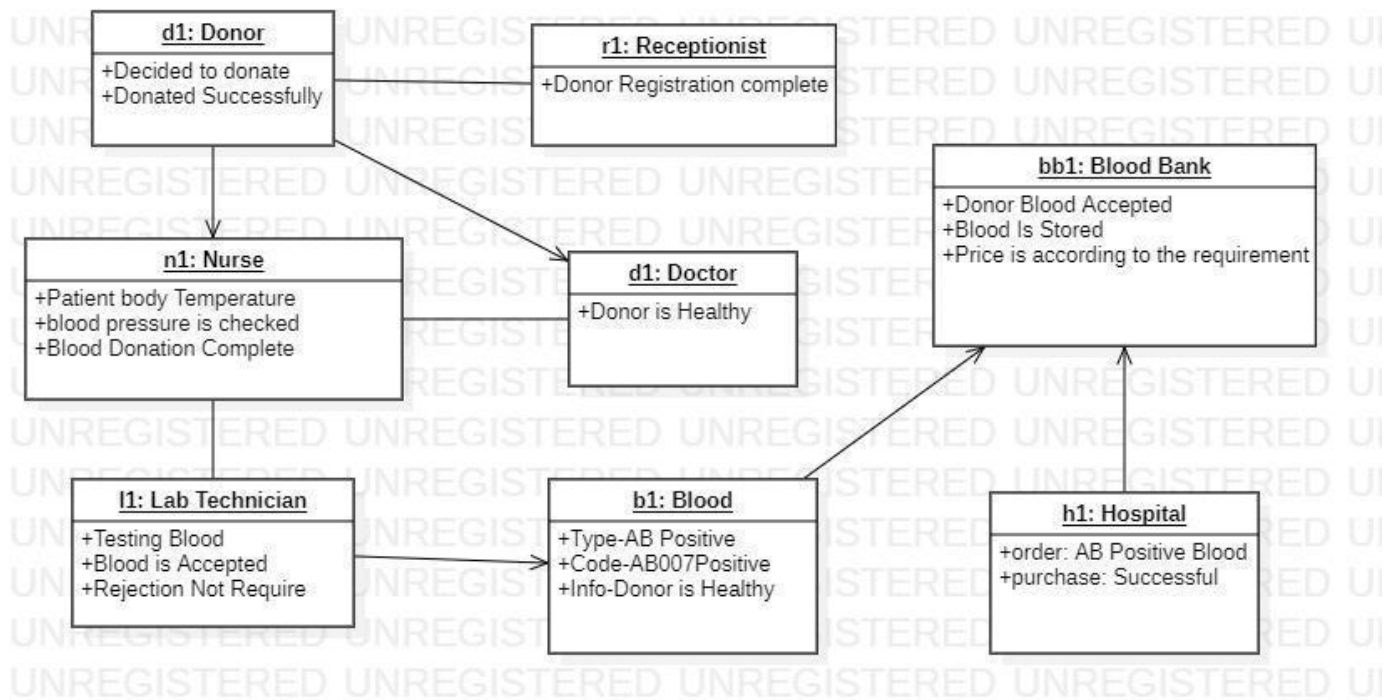 d1: Donor
+Decided to donate
+Donated Successfully
r1: Receptionist
+Donor Registration complete
bb1: Blood Bank
+Donor Blood Accepted
+Blood Is Stored
+Price is according to the requirement
n1: Nurse
+Patient body Temperature
+blood pressure is checked
+Blood Donation Complete
d1: Doctor
+Donor is Healthy
l1: Lab Technician
+Testing Blood
+Blood is Accepted
+Rejection Not Require
b1: Blood
+Type-AB Positive
+Code-AB007Positive
+Info-Donor is Healthy
h1: Hospital
+order: AB Positive Blood
+purchase: Successful
UNREGISTERED